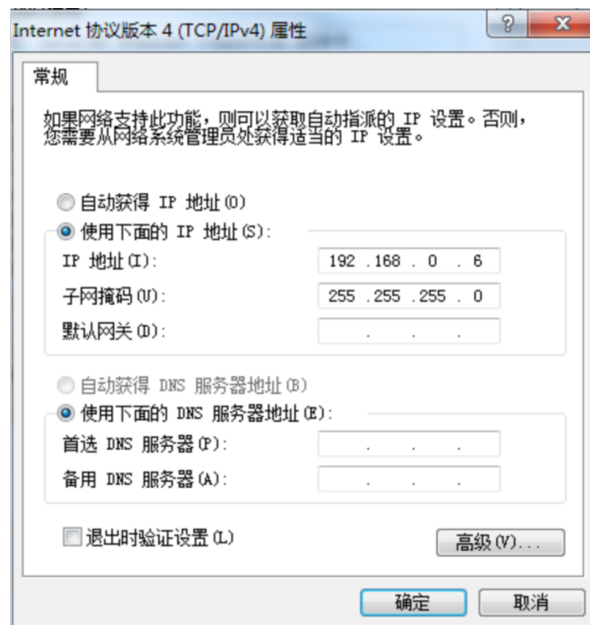 Internet 协议版本 4 (TCP/IPv4) 属性
常规
如果网络支持此功能，则可以获取自动指派的 IP 设置。否则，
您需要从网络系统管理员处获得适当的 IP 设置。
自动获得 IP 地址(O)
使用下面的 IP 地址(S):
IP 地址(I): 192 .168 . 0 . 6
子网掩码(U): 255 .255 .255 . 0
默认网关(D): . . .
自动获得 DNS 服务器地址(B)
使用下面的 DNS 服务器地址(E):
首选 DNS 服务器(P): . . .
备用 DNS 服务器(A): . . .
退出时验证设置(L)
高级(V)...
确定 取消